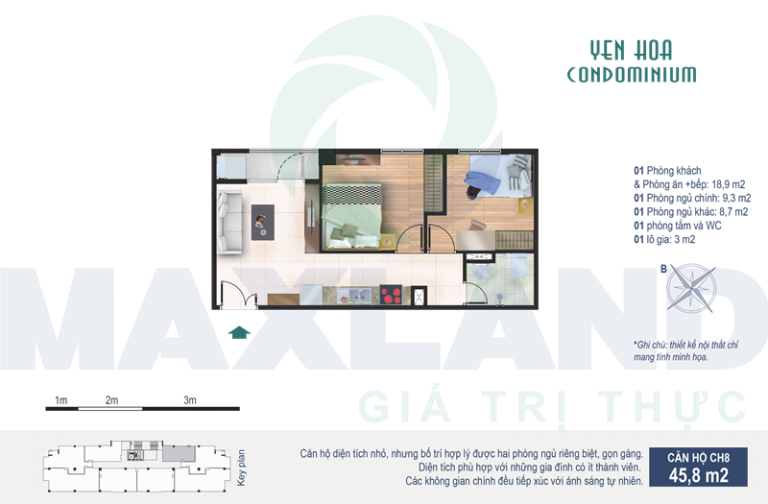 YEN HOA
CONDOMINIUM
01 Phòng khách
& Phòng ăn +bếp: 18,9 m2
01 Phòng ngủ chính: 9,3 m2
01 Phòng ngủ khác: 8,7 m2
01 phòng tắm và WC
01 lô gia: 3 m2
B
MAXLAND
*Ghi chú: thiết kế nội thất chỉ
mang tính minh họa.
1m 2m 3m
GIÁ TRỊ THỰC
Key plan
Căn hộ diện tích nhỏ, nhưng bố trí hợp lý được hai phòng ngủ riêng biệt, gọn gàng.
Diện tích phù hợp với những gia đình có ít thành viên.
Các không gian chính đều tiếp xúc với ánh sáng tự nhiên.
CĂN HỘ CH8
45,8 m2